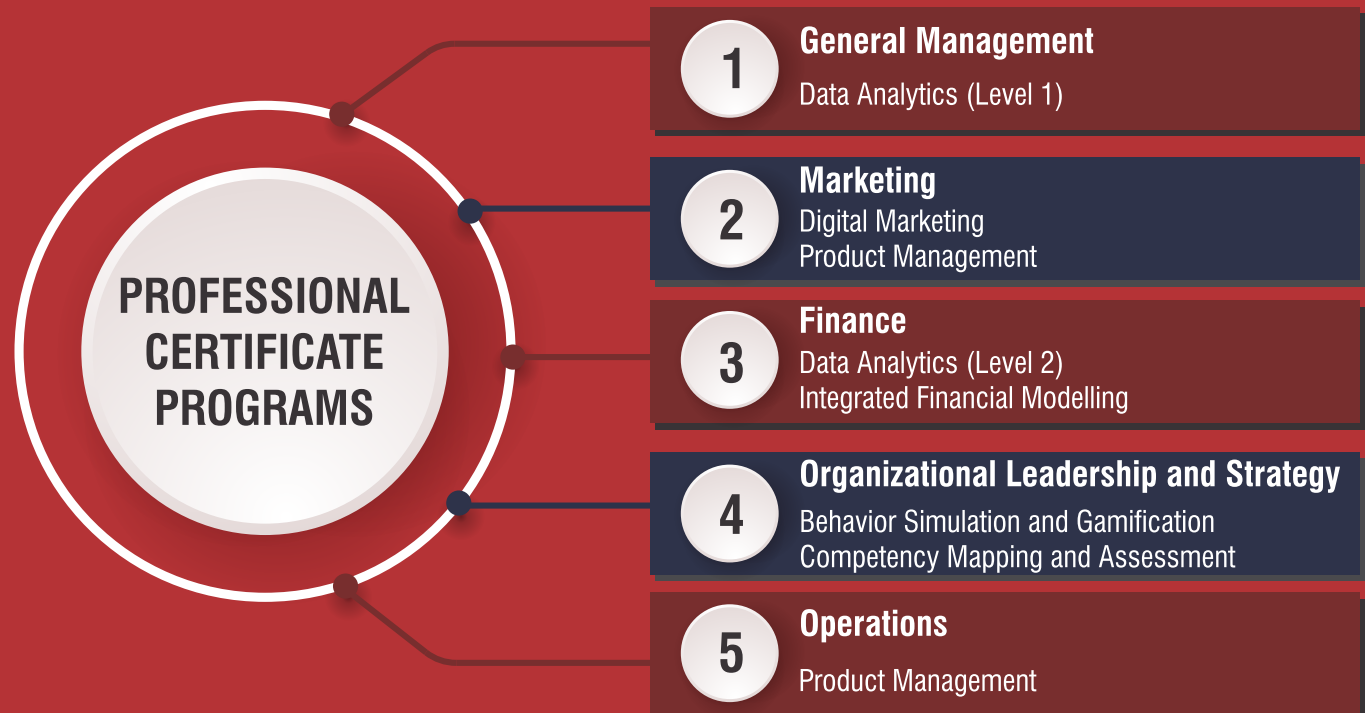 PROFESSIONAL
CERTIFICATE
PROGRAMS
1
General Management
Data Analytics (Level 1)
2
Marketing
Digital Marketing
Product Management
3
Finance
Data Analytics (Level 2)
Integrated Financial Modelling
4
Organizational Leadership and Strategy
Behavior Simulation and Gamification
Competency Mapping and Assessment
5
Operations
Product Management